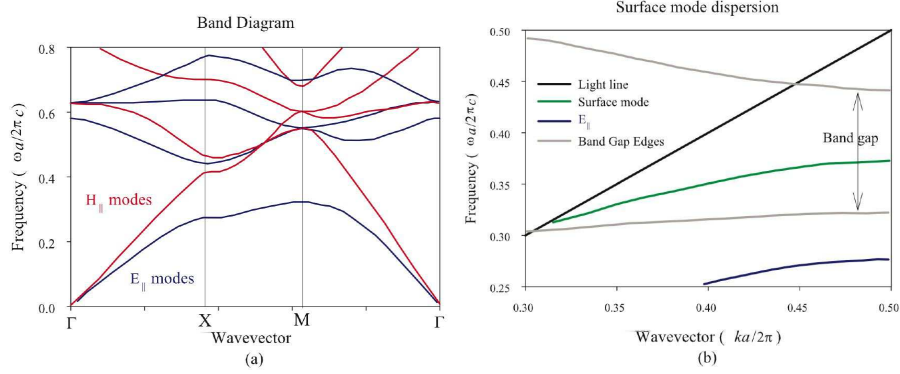 Band Diagram
0.8
0.6
0.4
0.2
0.0
Frequency ( ωa/2πc)
H∥ modes
E∥ modes
Γ X M Γ
Wavevector
(a)
Surface mode dispersion
0.50
0.45
0.40
0.35
0.30
0.25
Frequency ( ωa/2πc)
Light line
Surface mode
E∥
Band Gap Edges
Band gap
0.30 0.35 0.40 0.45 0.50
Wavevector ( ka/2π)
(b)